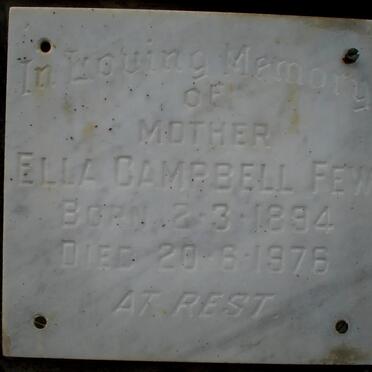 In Loving Memory
OF
MOTHER
ELLA CAMPBELL FEW
BORN 2-3-1894
DIED 20-6-1976
AT REST